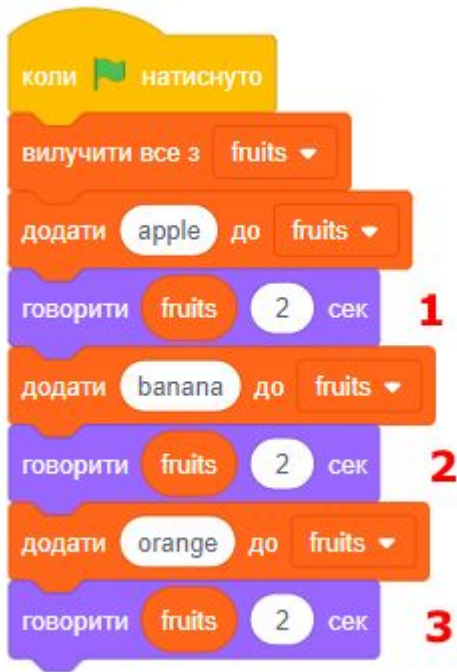 коли натиснуто
вилучити все з fruits
додати apple до fruits
говорити fruits 2 сек 1
додати banana до fruits
говорити fruits 2 сек 2
додати orange до fruits
говорити fruits 2 сек 3